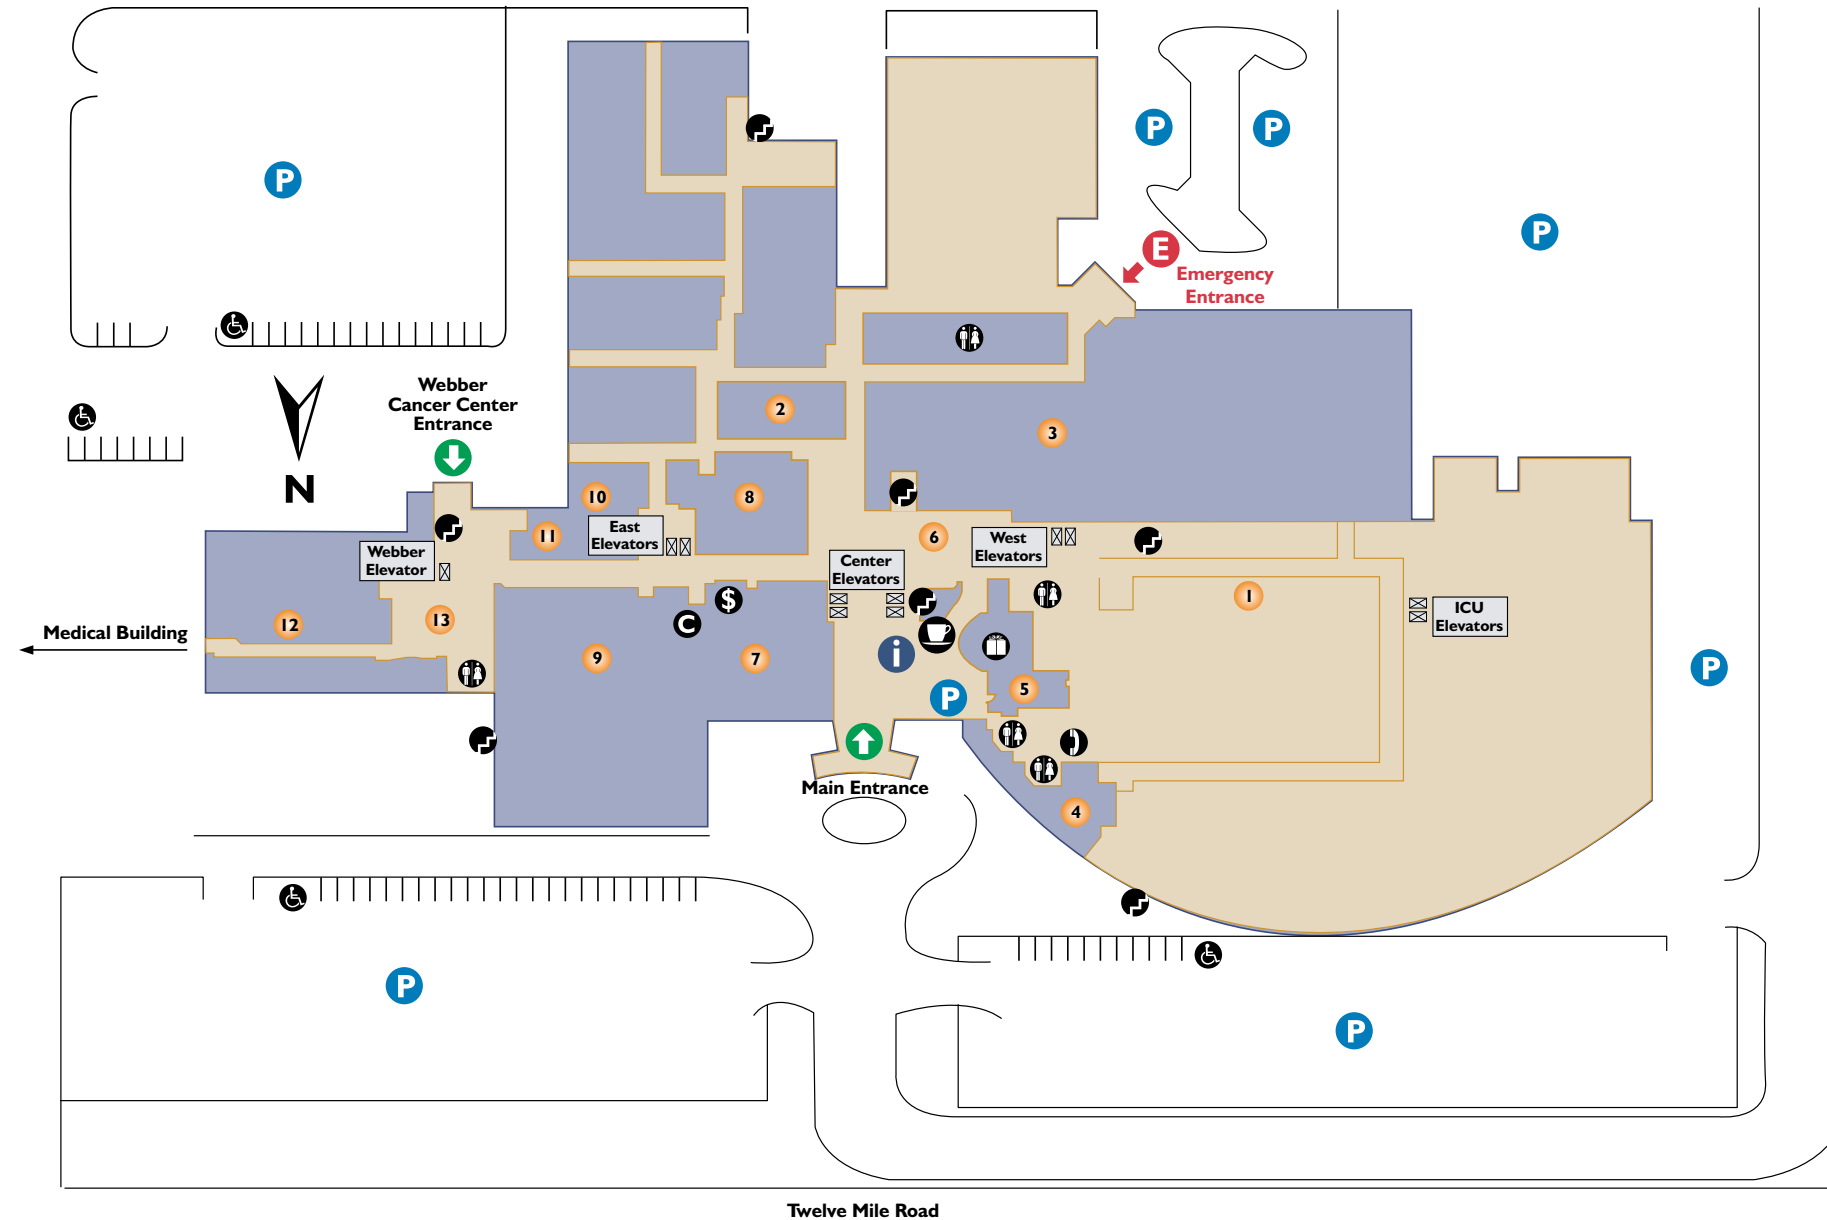 P
P
P
P
E
Emergency
Entrance
Webber
Cancer Center
Entrance
N
2
3
10
8
11
East
Elevators
6
West
Elevators
Webber
Elevator
Center
Elevators
1
ICU
Elevators
$
C
12
13
Medical Building
9
7
i
5
P
P
Main Entrance
4
P
P
Twelve Mile Road